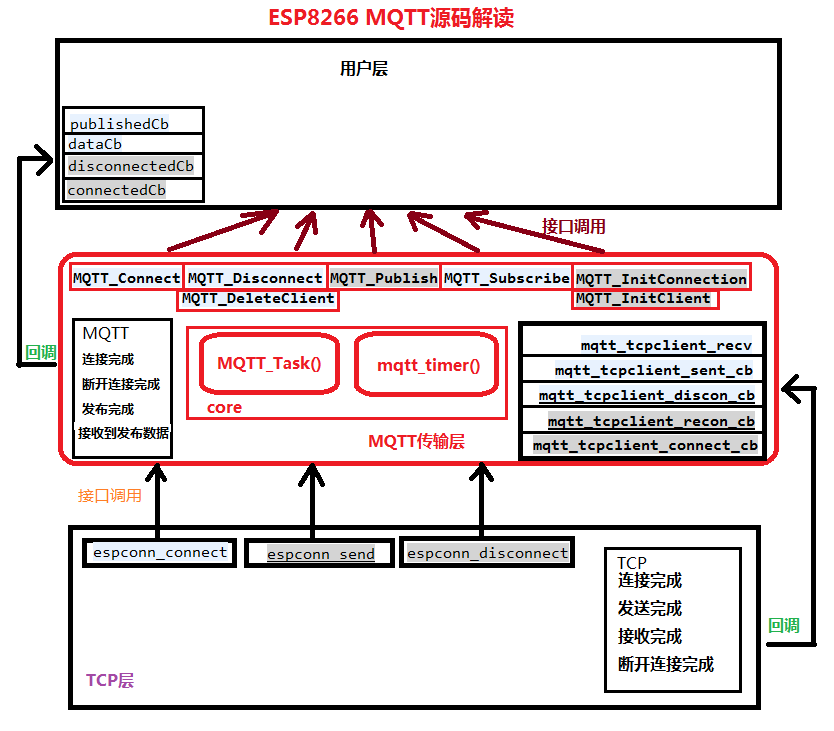 ESP8266 MQTT源码解读
用户层
publishedCb
dataCb
disconnectedCb
connectedCb
接口调用
回调
MQTT_Connect
MQTT_Disconnect
MQTT_Publish
MQTT_Subscribe
MQTT_InitConnection
MQTT_DeleteClient
MQTT_InitClient
MQTT
连接完成
断开连接完成
发布完成
接收到发布数据
MQTT_Task()
mqtt_timer()
core
MQTT传输层
mqtt_tcpclient_recv
mqtt_tcpclient_sent_cb
mqtt_tcpclient_discon_cb
mqtt_tcpclient_recon_cb
mqtt_tcpclient_connect_cb
接口调用
espconn_connect
espconn_send
espconn_disconnect
TCP
连接完成
发送完成
接收完成
断开连接完成
回调
TCP层